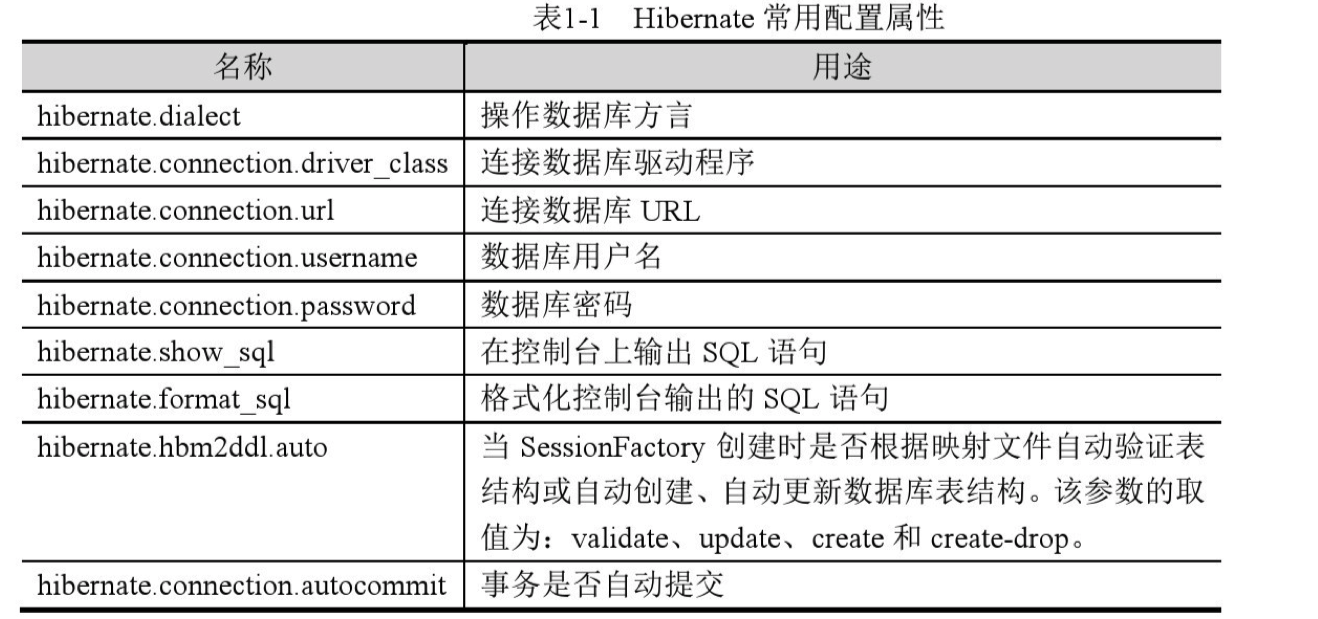 表1-1 Hibernate 常用配置属性
名称 用途
hibernate.dialect 操作数据库方言
hibernate.connection.driver_class 连接数据库驱动程序
hibernate.connection.url 连接数据库 URL
hibernate.connection.username 数据库用户名
hibernate.connection.password 数据库密码
hibernate.show_sql 在控制台上输出 SQL 语句
hibernate.format_sql 格式化控制台输出的 SQL 语句
hibernate.hbm2ddl.auto 当 SessionFactory 创建时是否根据映射文件自动验证表
结构或自动创建、自动更新数据库表结构。该参数的取
值为：validate、update、create 和 create-drop。
hibernate.connection.autocommit 事务是否自动提交